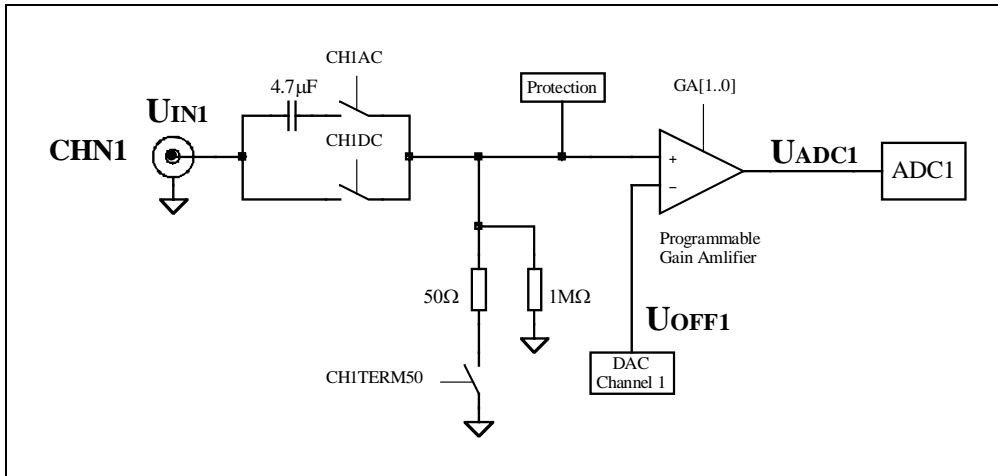 CH1AC
4.7μF
UIN1
CHN1
CH1DC
Protection
GA[1..0]
+
−
UADC1
ADC1
Programmable
Gain Amlifier
50Ω
1MΩ
UOFF1
DAC
Channel 1
CH1TERM50